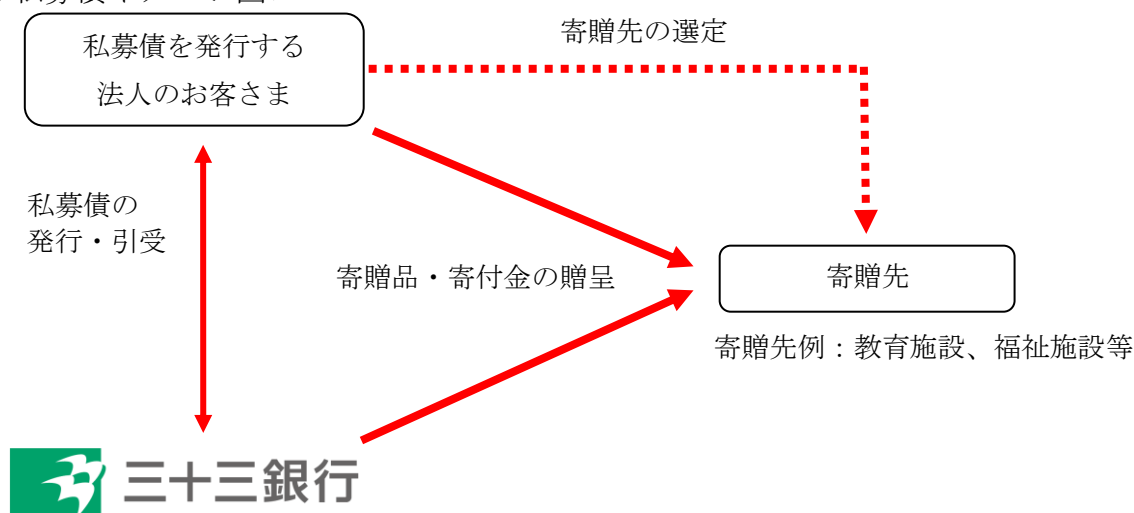 私募債を発行する
法人のお客さま
寄贈先の選定
私募債の
発行・引受
寄贈品・寄付金の贈呈
寄贈先
寄贈先例：教育施設、福祉施設等
三十三銀行